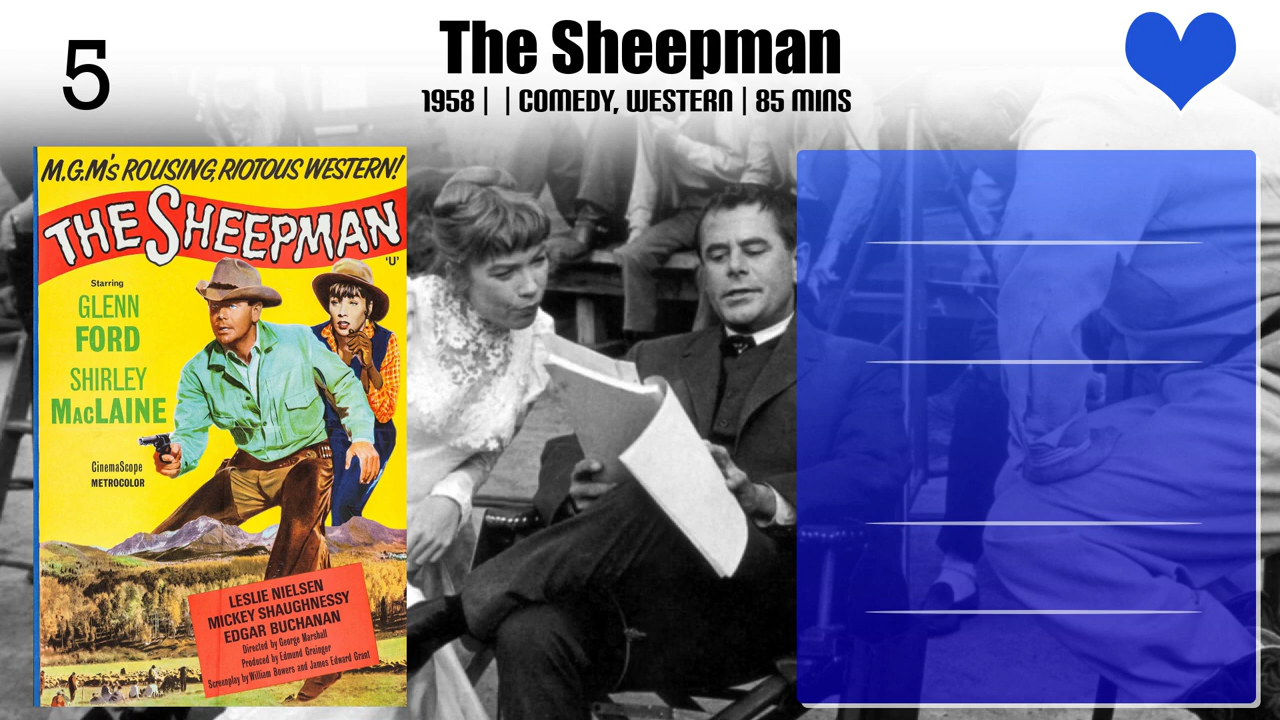 5
The Sheepman
1958 | | COMEDY, WESTERN | 85 MINS
M.G.M's ROUSING, RIOTOUS WESTERN!
THE SHEEPMAN
'U'
Starring
GLENN
FORD
SHIRLEY
MACLAINE
CinemaScope
METROCOLOR
LESLIE NIELSEN
MICKEY SHAUGHNESSY
EDGAR BUCHANAN
Directed by George Marshall
Produced by Edmund Grainger
Screenplay by William Bowers and James Edward Grant